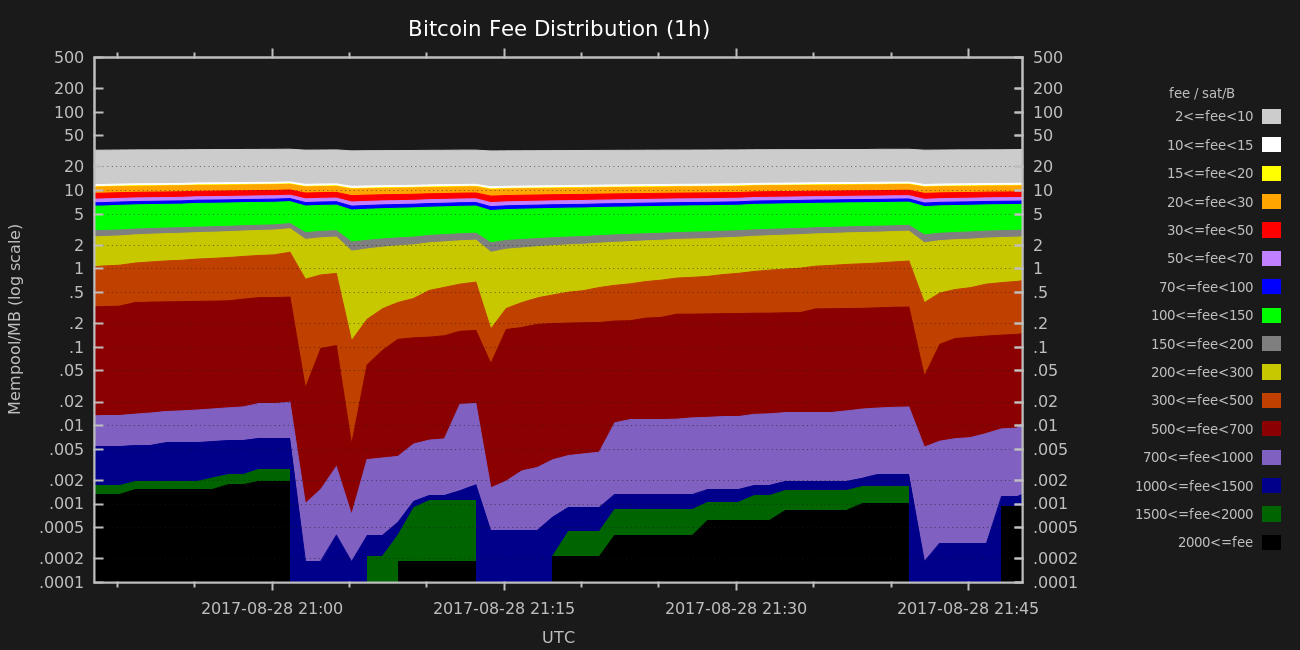 Bitcoin Fee Distribution (1h)
500 500
200 200
100 100
50 50
20 20
10 10
5 5
2 2
1 1
.5 .5
.2 .2
.1 .1
.05 .05
.02 .02
.01 .01
.005 .005
.002 .002
.001 .001
.0005 .0005
.0002 .0002
.0001 .0001
Mempool/MB (log scale)
2017-08-28 21:00 2017-08-28 21:15 2017-08-28 21:30 2017-08-28 21:45
UTC
fee / sat/B
2<=fee<10
10<=fee<15
15<=fee<20
20<=fee<30
30<=fee<50
50<=fee<70
70<=fee<100
100<=fee<150
150<=fee<200
200<=fee<300
300<=fee<500
500<=fee<700
700<=fee<1000
1000<=fee<1500
1500<=fee<2000
2000<=fee